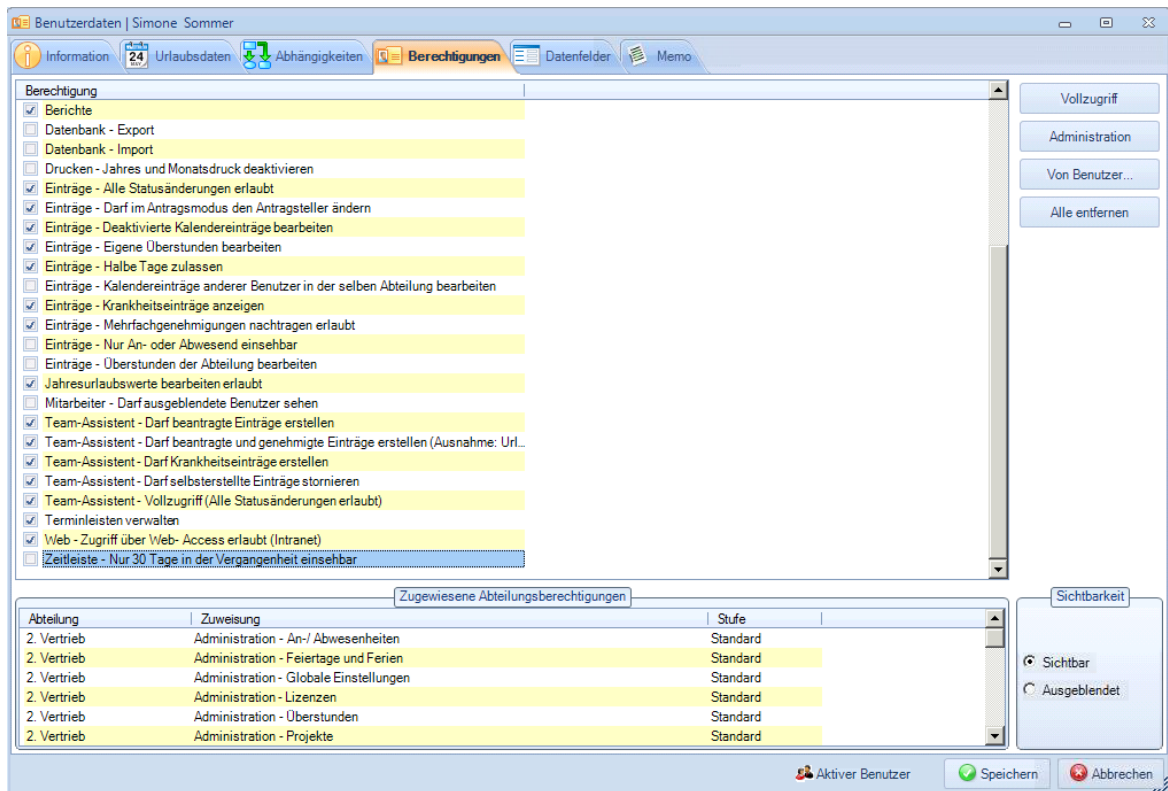 Benutzerdaten | Simone Sommer
Information
24
MAY
Urlaubsdaten
Abhängigkeiten
Berechtigungen
Datenfelder
Memo
Berechtigung
Berichte
Datenbank - Export
Datenbank - Import
Drucken - Jahres und Monatsdruck deaktivieren
Einträge - Alle Statusänderungen erlaubt
Einträge - Darf im Antragsmodus den Antragsteller ändern
Einträge - Deaktivierte Kalendereinträge bearbeiten
Einträge - Eigene Überstunden bearbeiten
Einträge - Halbe Tage zulassen
Einträge - Kalendereinträge anderer Benutzer in der selben Abteilung bearbeiten
Einträge - Krankheitseinträge anzeigen
Einträge - Mehrfachgenehmigungen nachtragen erlaubt
Einträge - Nur An- oder Abwesend einsehbar
Einträge - Überstunden der Abteilung bearbeiten
Jahresurlaubswerte bearbeiten erlaubt
Mitarbeiter - Darf ausgeblendete Benutzer sehen
Team-Assistent - Darf beantragte Einträge erstellen
Team-Assistent - Darf beantragte und genehmigte Einträge erstellen (Ausnahme: Url...
Team-Assistent - Darf Krankheitseinträge erstellen
Team-Assistent - Darf selbsterstellte Einträge stornieren
Team-Assistent - Vollzugriff (Alle Statusänderungen erlaubt)
Terminleisten verwalten
Web - Zugriff über Web- Access erlaubt (Intranet)
Zeitleiste - Nur 30 Tage in der Vergangenheit einsehbar
Vollzugriff
Administration
Von Benutzer...
Alle entfernen
Zugewiesene Abteilungsberechtigungen
Abteilung Zuweisung Stufe
2. Vertrieb Administration - An-/ Abwesenheiten Standard
2. Vertrieb Administration - Feiertage und Ferien Standard
2. Vertrieb Administration - Globale Einstellungen Standard
2. Vertrieb Administration - Lizenzen Standard
2. Vertrieb Administration - Überstunden Standard
2. Vertrieb Administration - Projekte Standard
Sichtbarkeit
Sichtbar
Ausgeblendet
Aktiver Benutzer
Speichern
Abbrechen